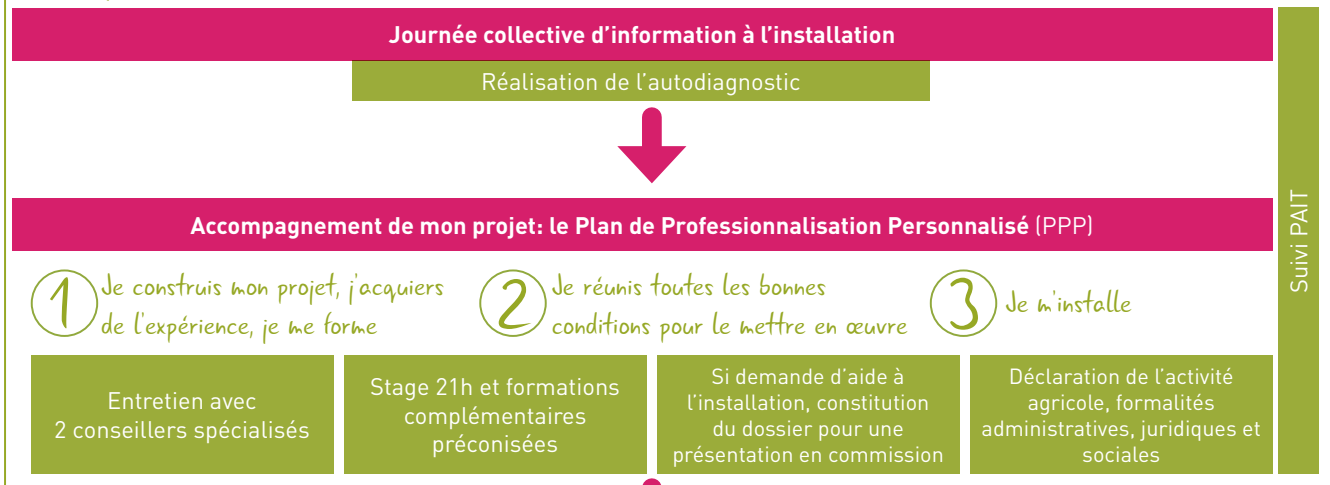 Journée collective d'information à l'installation
Réalisation de l'autodiagnostic
Accompagnement de mon projet: le Plan de Professionnalisation Personnalisé (PPP)
1 Je construis mon projet, j'acquiers
de l'expérience, je me forme
2 Je réunis toutes les bonnes
conditions pour le mettre en œuvre
3 Je m'installe
Entretien avec
2 conseillers spécialisés
Stage 21h et formations
complémentaires
préconisées
Si demande d'aide à
l'installation, constitution
du dossier pour une
présentation en commission
Déclaration de l'activité
agricole, formalités
administratives, juridiques et
sociales
Suivi PAIT